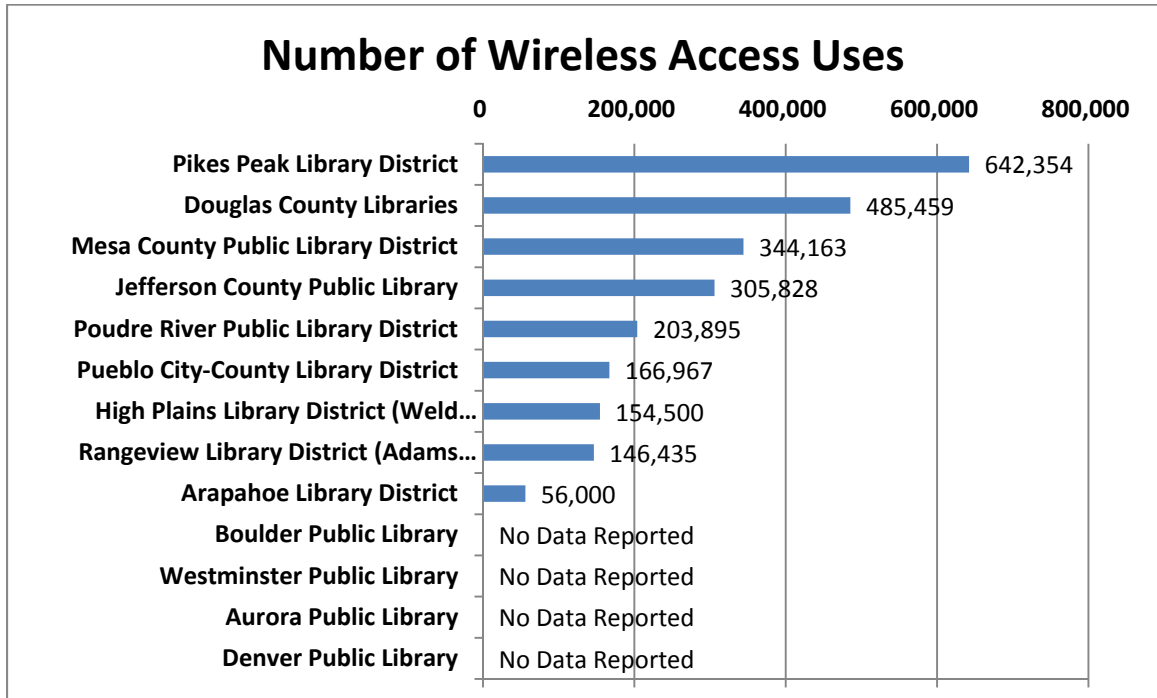 Number of Wireless Access Uses
0 200,000 400,000 600,000 800,000
Pikes Peak Library District 642,354
Douglas County Libraries 485,459
Mesa County Public Library District 344,163
Jefferson County Public Library 305,828
Poudre River Public Library District 203,895
Pueblo City-County Library District 166,967
High Plains Library District (Weld... 154,500
Rangeview Library District (Adams... 146,435
Arapahoe Library District 56,000
Boulder Public Library No Data Reported
Westminster Public Library No Data Reported
Aurora Public Library No Data Reported
Denver Public Library No Data Reported